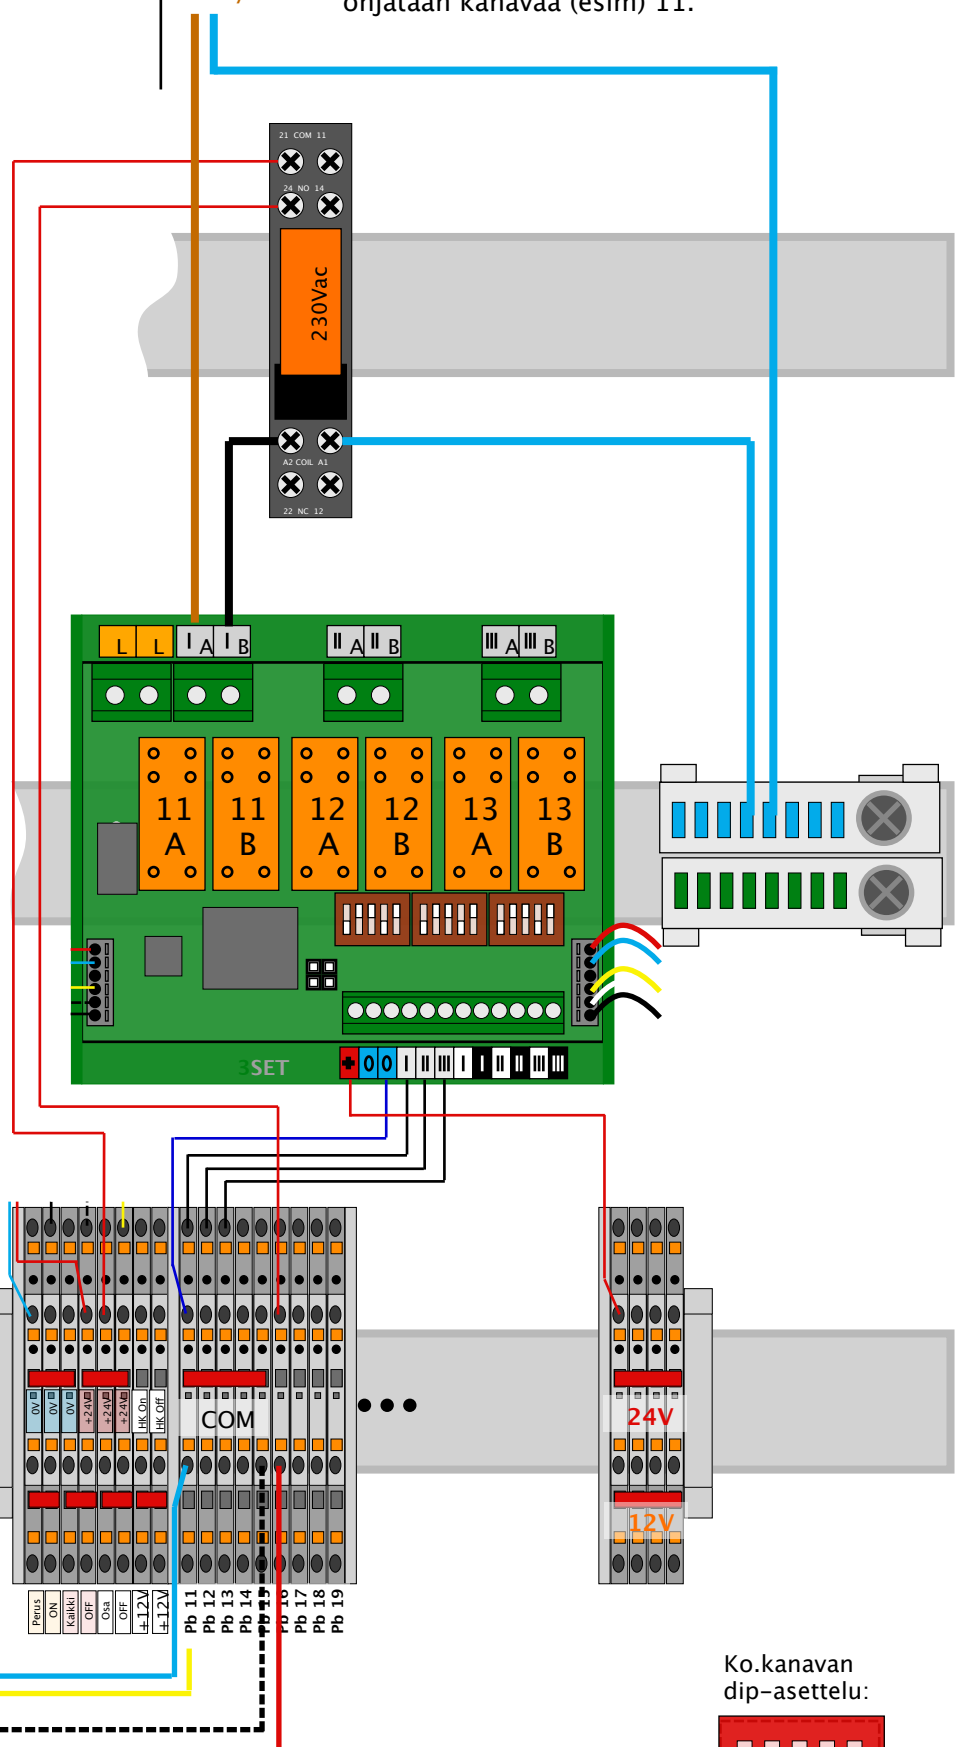 ohjataan kanavaa (esim) 11.
21 COM 11
24 NO 14
230Vac
A2 COIL A1
22 NC 12
L L I A I B II A II B III A III B
11 A
11 B
12 A
12 B
13 A
13 B
3SET
+ 0 0 I II III I I II II III III
0V 0V 0V +24V +24V +24V HK On HK Off
COM
24V
12V
Perus
ON
Kaikki
OFF
Osa
OFF
+12V
+12V
Pb 11
Pb 12
Pb 13
Pb 14
Pb 15
Pb 16
Pb 17
Pb 18
Pb 19
Ko.kanavan
dip-asettelu: